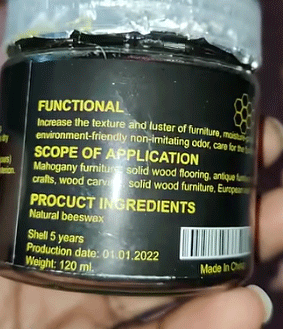 FUNCTIONAL
Increase the texture and luster of furniture,
environment-friendly non-imitating odor, care for the
SCOPE OF APPLICATION
Mahogany furniture, solid wood flooring, antique
crafts, wood carving, solid wood furniture, European
PRODUCT INGREDIENTS
Natural beeswax
Shell 5 years
Production date: 01.01.2022
Weight: 120 ml.
Made In